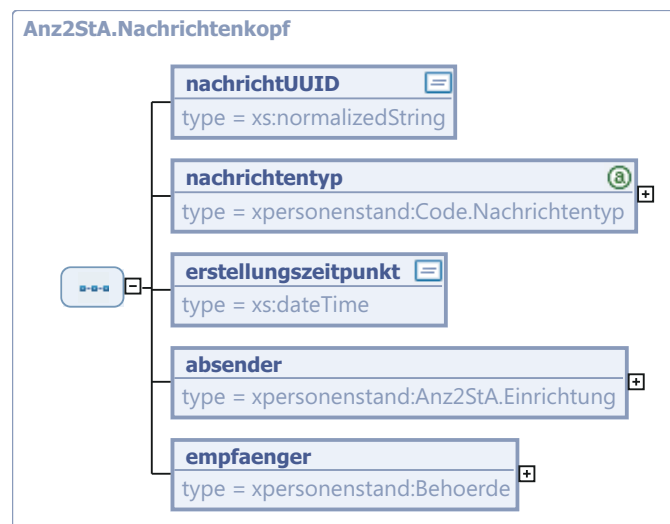 Anz2StA.Nachrichtenkopf
nachrichtUUID
type = xs:normalizedString
nachrichtentyp
a
type = xpersonenstand:Code.Nachrichtentyp
erstellungszeitpunkt
type = xs:dateTime
absender
type = xpersonenstand:Anz2StA.Einrichtung
empfaenger
type = xpersonenstand:Behoerde